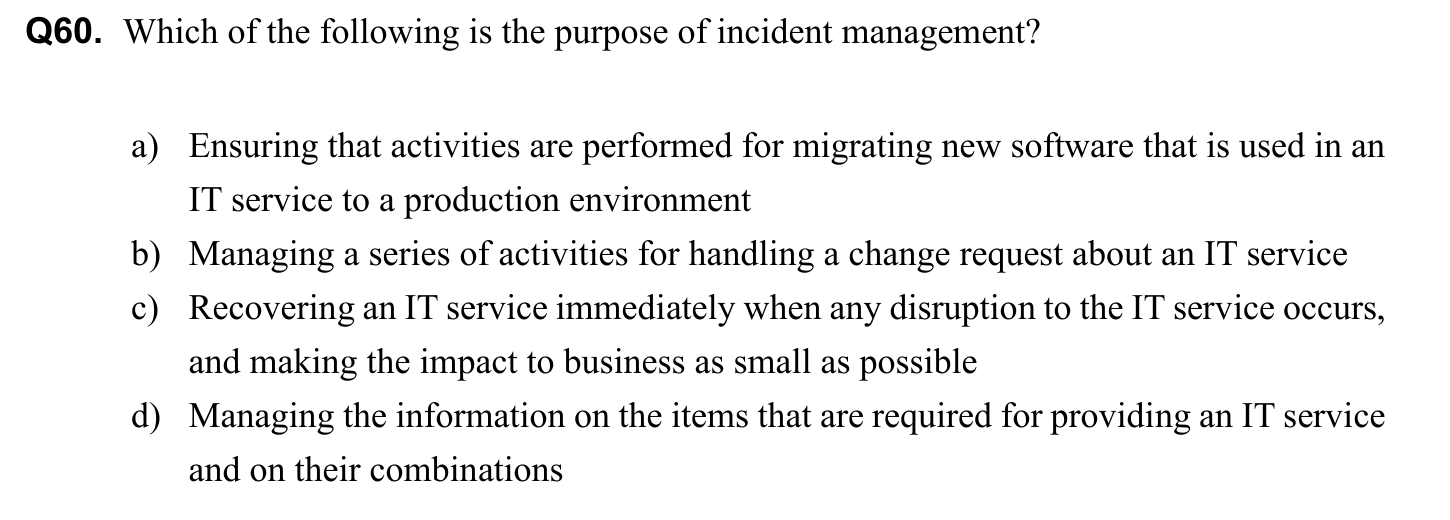 Q60. Which of the following is the purpose of incident management?
a) Ensuring that activities are performed for migrating new software that is used in an
IT service to a production environment
b) Managing a series of activities for handling a change request about an IT service
c) Recovering an IT service immediately when any disruption to the IT service occurs,
and making the impact to business as small as possible
d) Managing the information on the items that are required for providing an IT service
and on their combinations